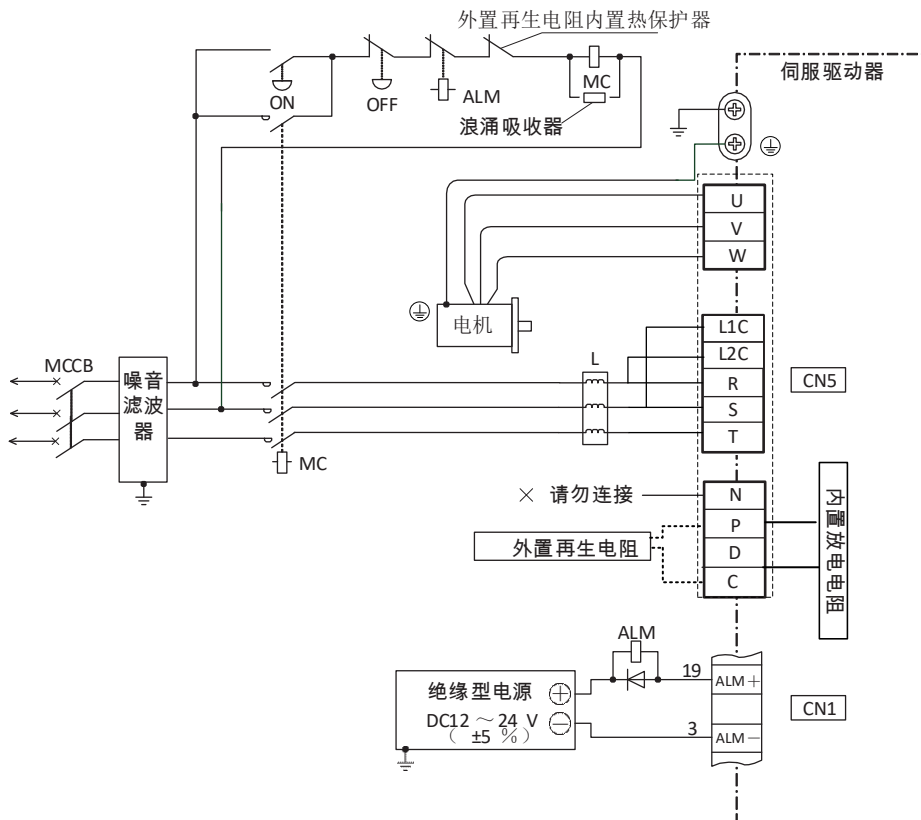 外置再生电阻内置热保护器
伺服驱动器
ON
OFF
ALM
MC
浪涌吸收器
U
V
W
电机
L1C
L2C
R
S
T
CN5
L
MCCB
噪音
滤波
器
MC
× 请勿连接
N
P
D
C
外置再生电阻
内置放电电阻
ALM
绝缘型电源
DC12 ～ 24 V
( ±5 % )
19
ALM＋
3
ALM－
CN1